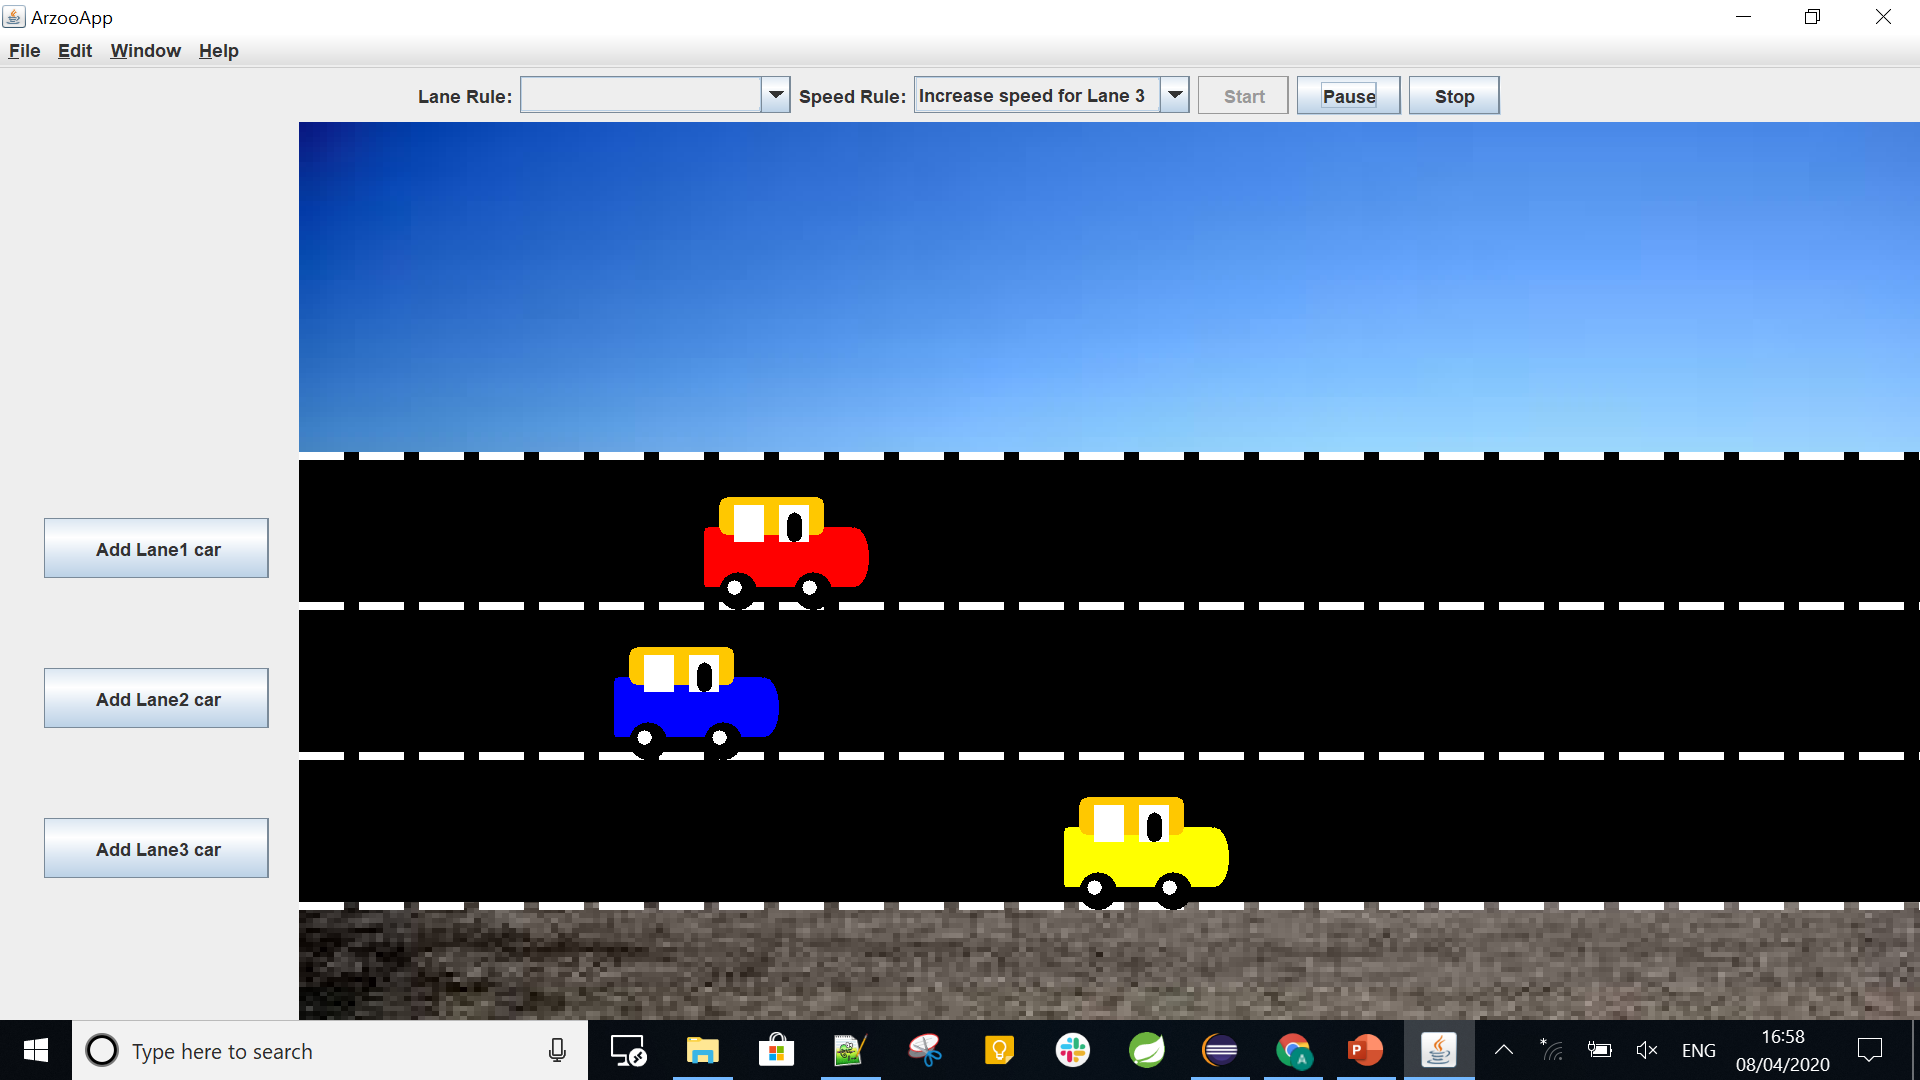 ArzooApp
File Edit Window Help
Lane Rule: Speed Rule: Increase speed for Lane 3 Start Pause Stop
Add Lane1 car
Add Lane2 car
Add Lane3 car
Type here to search
A
P
ENG
16:58
08/04/2020